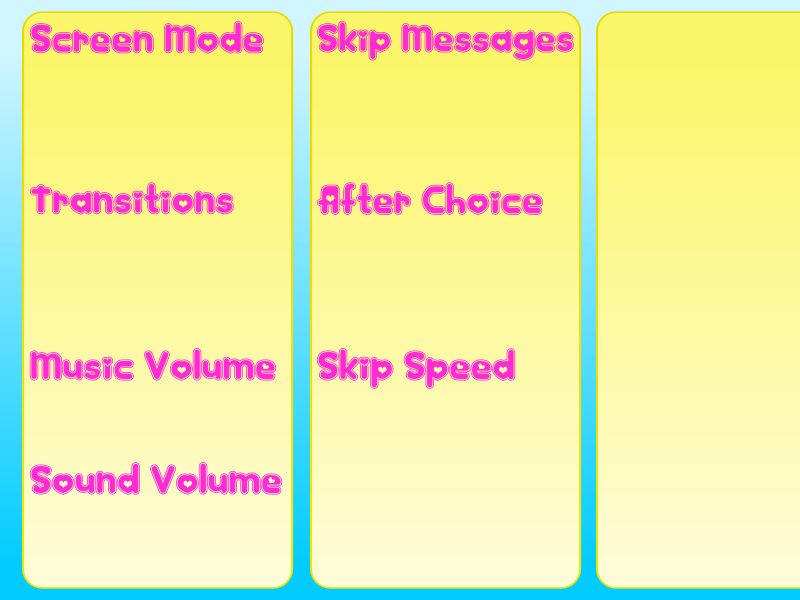 Screen Mode
Transitions
Music Volume
Sound Volume
Skip Messages
After Choice
Skip Speed